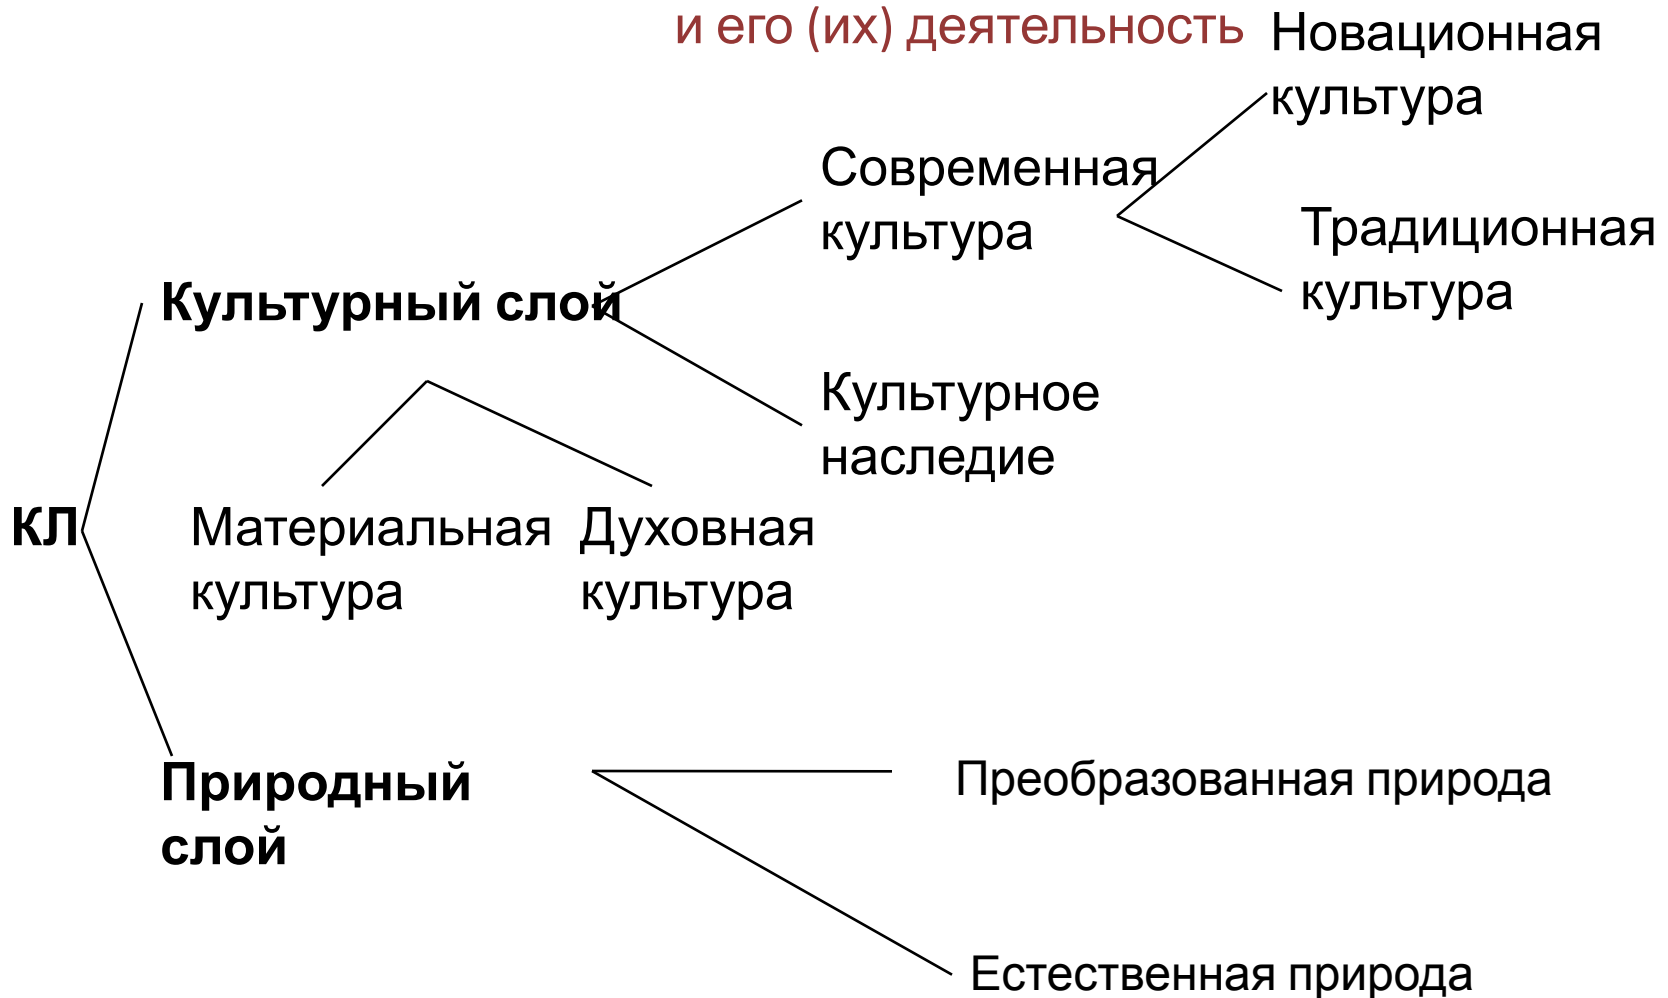 и его (их) деятельность
Новационная
культура
Современная
культура
Традиционная
культура
Культурный слой
Культурное
наследие
КЛ
Материальная
культура
Духовная
культура
Природный
слой
Преобразованная природа
Естественная природа